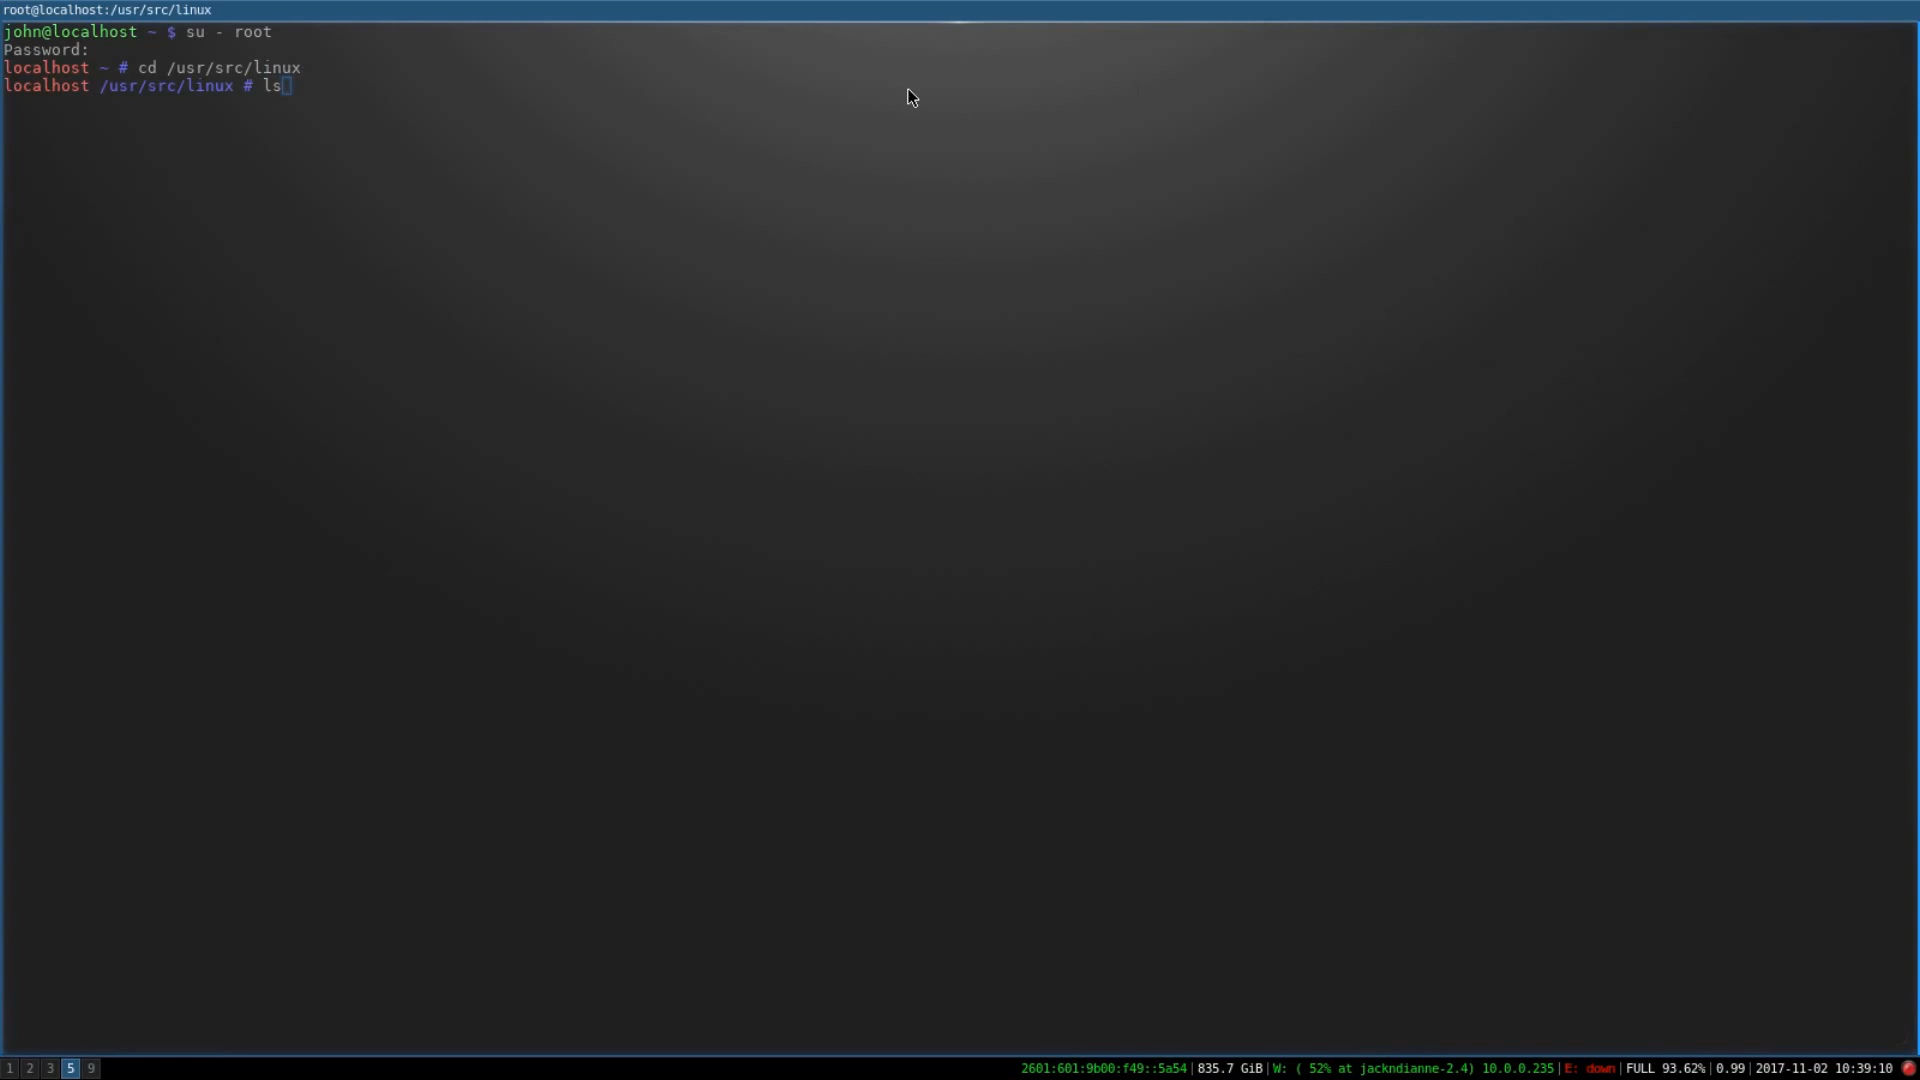 root@localhost:/usr/src/linux
john@localhost ~ $ su - root
Password:
localhost ~ # cd /usr/src/linux
localhost /usr/src/linux # ls
1 2 3 5 9 2601:601:9b00:f49::5a54|835.7 GiB|W: ( 52% at jackndianne-2.4) 10.0.0.235|E: down|FULL 93.62%|0.99|2017-11-02 10:39:10